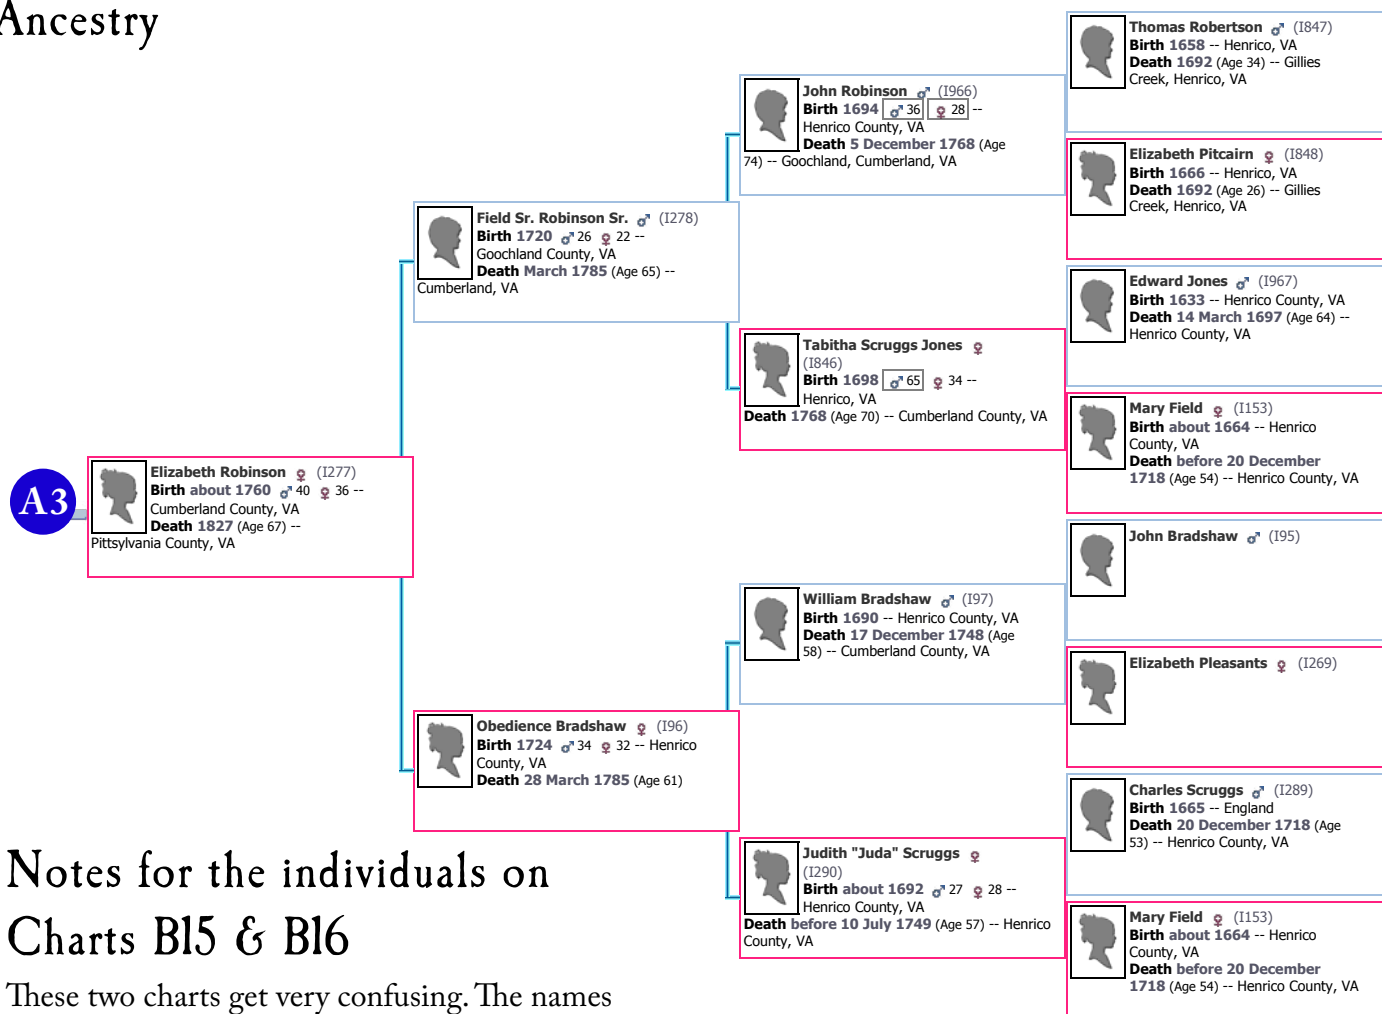 Ancestry
Thomas Robertson ♂ (I847)
Birth 1658 -- Henrico, VA
Death 1692 (Age 34) -- Gillies
Creek, Henrico, VA
John Robinson ♂ (I966)
Birth 1694 ♂ 36 ♀ 28 --
Henrico County, VA
Death 5 December 1768 (Age
74) -- Goochland, Cumberland, VA
Elizabeth Pitcairn ♀ (I848)
Birth 1666 -- Henrico, VA
Death 1692 (Age 26) -- Gillies
Creek, Henrico, VA
Field Sr. Robinson Sr. ♂ (I278)
Birth 1720 ♂ 26 ♀ 22 --
Goochland County, VA
Death March 1785 (Age 65) --
Cumberland, VA
Edward Jones ♂ (I967)
Birth 1633 -- Henrico County, VA
Death 14 March 1697 (Age 64) --
Henrico County, VA
Tabitha Scruggs Jones ♀
(I846)
Birth 1698 ♂ 65 ♀ 34 --
Henrico, VA
Death 1768 (Age 70) -- Cumberland County, VA
Mary Field ♀ (I153)
Birth about 1664 -- Henrico
County, VA
Death before 20 December
1718 (Age 54) -- Henrico County, VA
A3
Elizabeth Robinson ♀ (I277)
Birth about 1760 ♂ 40 ♀ 36 --
Cumberland County, VA
Death 1827 (Age 67) --
Pittsylvania County, VA
John Bradshaw ♂ (I95)
William Bradshaw ♂ (I97)
Birth 1690 -- Henrico County, VA
Death 17 December 1748 (Age
58) -- Cumberland County, VA
Elizabeth Pleasants ♀ (I269)
Obedience Bradshaw ♀ (I96)
Birth 1724 ♂ 34 ♀ 32 -- Henrico
County, VA
Death 28 March 1785 (Age 61)
Charles Scruggs ♂ (I289)
Birth 1665 -- England
Death 20 December 1718 (Age
53) -- Henrico County, VA
Judith "Juda" Scruggs ♀
(I290)
Birth about 1692 ♂ 27 ♀ 28 --
Henrico County, VA
Death before 10 July 1749 (Age 57) -- Henrico
County, VA
Mary Field ♀ (I153)
Birth about 1664 -- Henrico
County, VA
Death before 20 December
1718 (Age 54) -- Henrico County, VA
Notes for the individuals on
Charts B15 & B16
These two charts get very confusing. The names